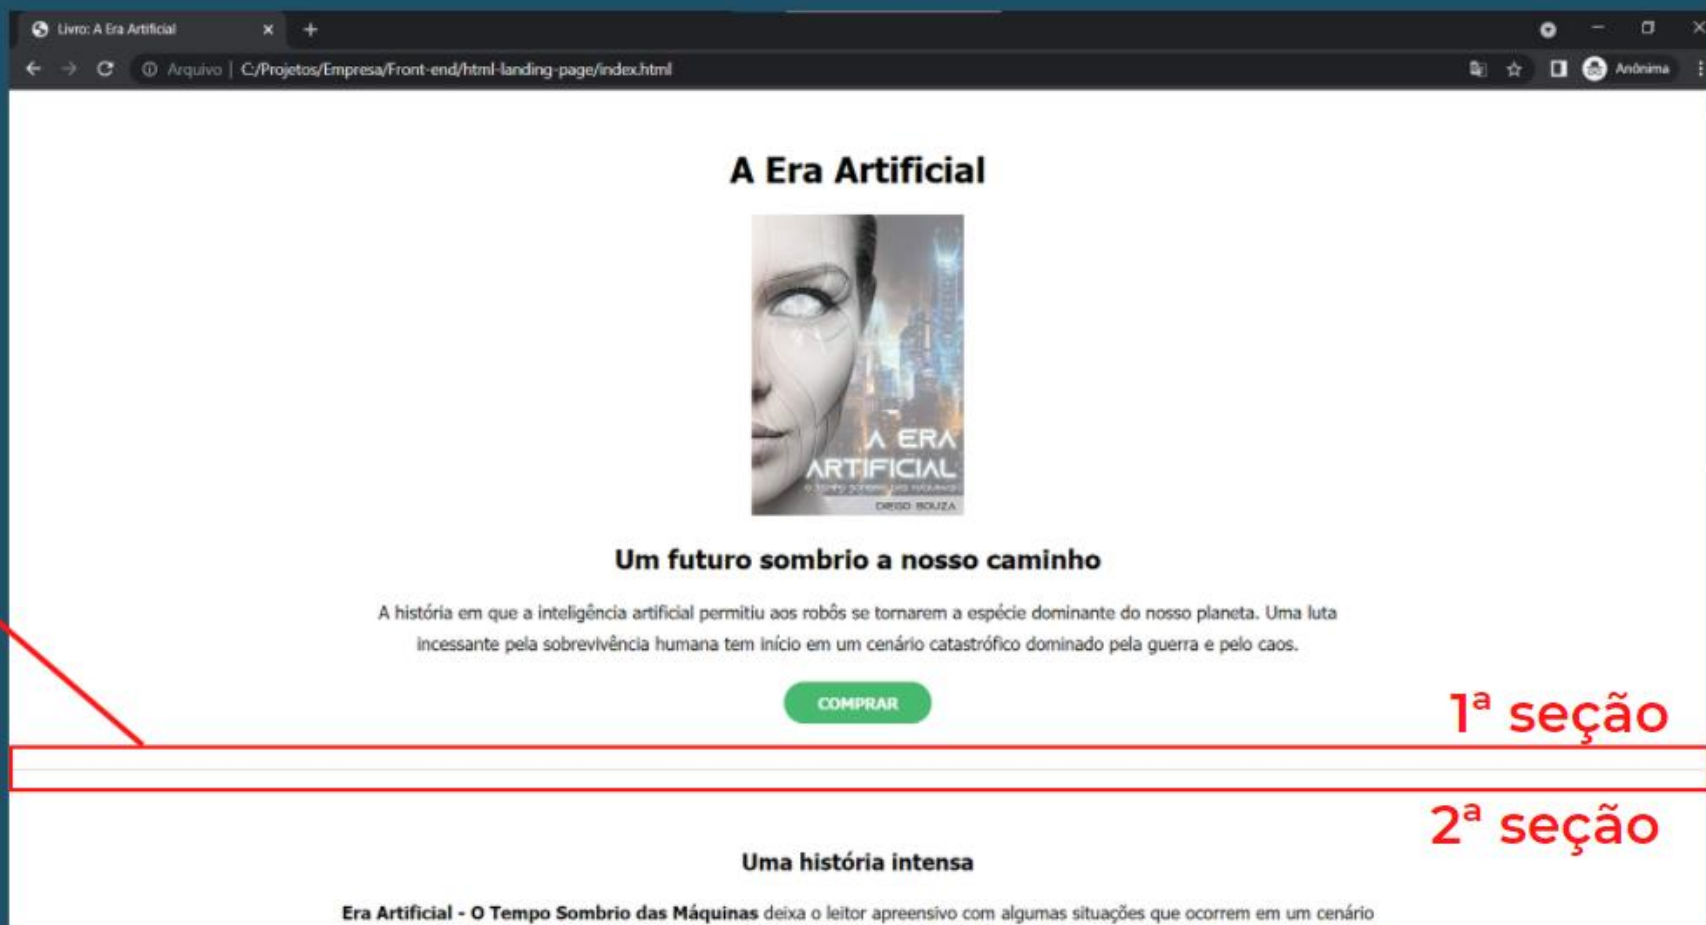 Livro: A Era Artificial
Arquivo | C:/Projetos/Empresa/Front-end/html-landing-page/index.html
Anônima
A Era Artificial
A ERA
ARTIFICIAL
O TEMPO SOMBRIO DAS MÁQUINAS
DIEGO SOUZA
Um futuro sombrio a nosso caminho
A história em que a inteligência artificial permitiu aos robôs se tornarem a espécie dominante do nosso planeta. Uma luta
incessante pela sobrevivência humana tem início em um cenário catastrófico dominado pela guerra e pelo caos.
COMPRAR
1ª seção
2ª seção
Uma história intensa
Era Artificial - O Tempo Sombrio das Máquinas deixa o leitor apreensivo com algumas situações que ocorrem em um cenário